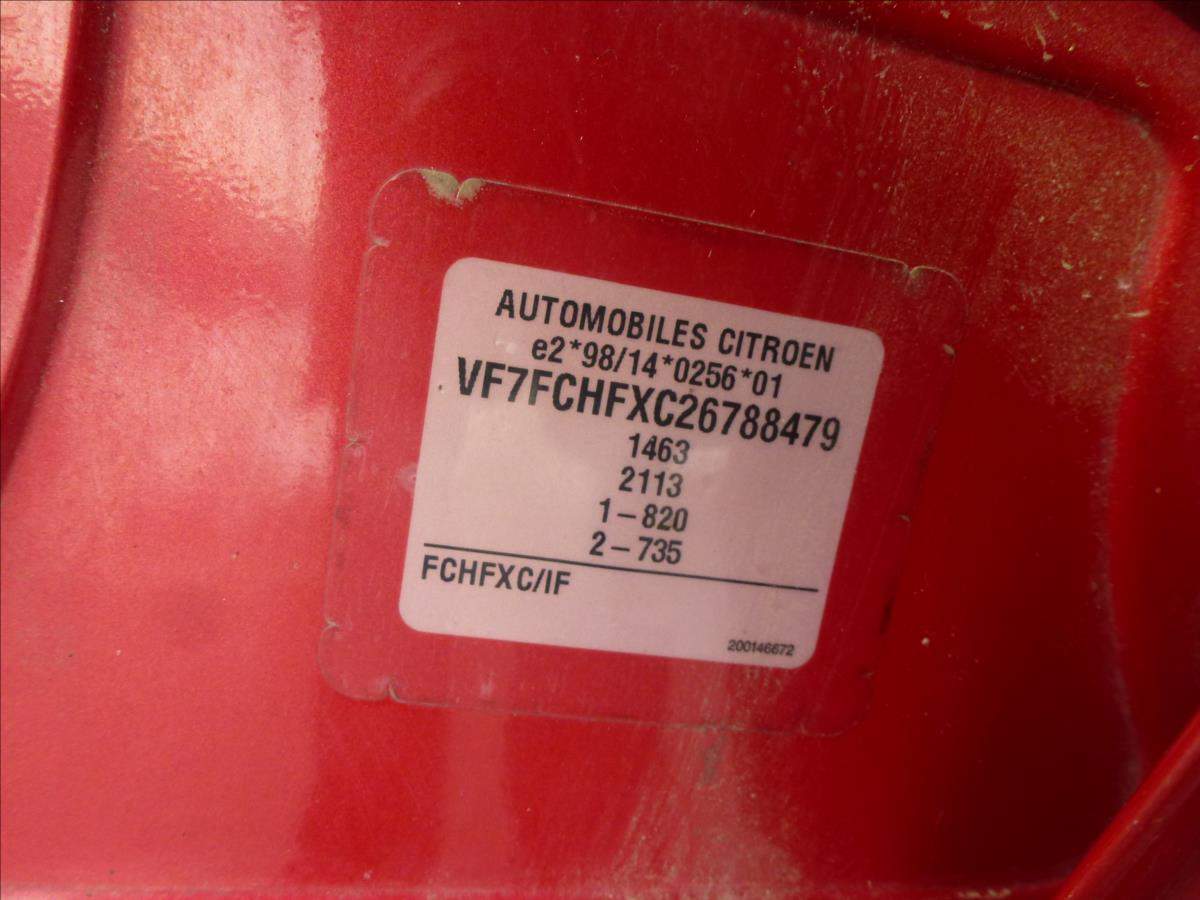 AUTOMOBILES CITROEN
e2*98/14*0256*01
VF7FCHFXC26788479
1463
2113
1–820
2–735
FCHFXC/IF
200146672